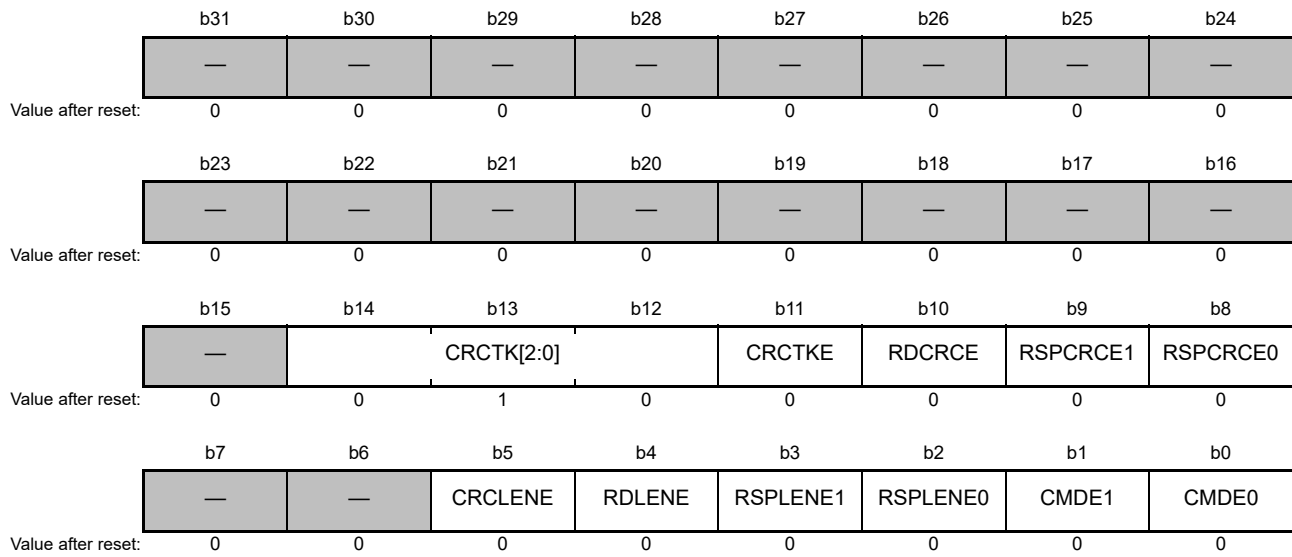 b31 b30 b29 b28 b27 b26 b25 b24
— — — — — — — —
Value after reset: 0 0 0 0 0 0 0 0
b23 b22 b21 b20 b19 b18 b17 b16
— — — — — — — —
Value after reset: 0 0 0 0 0 0 0 0
b15 b14 b13 b12 b11 b10 b9 b8
— CRCTK[2:0] CRCTKE RDCRCE RSPCRCE1 RSPCRCE0
Value after reset: 0 0 1 0 0 0 0 0
b7 b6 b5 b4 b3 b2 b1 b0
— — CRCLENE RDLENE RSPLENE1 RSPLENE0 CMDE1 CMDE0
Value after reset: 0 0 0 0 0 0 0 0